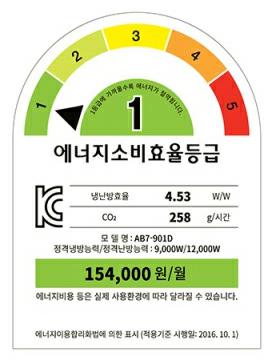 1 2 3 4 5
1등급에 가까울수록 에너지가 절약됩니다.
1
에너지소비효율등급
냉난방효율 4.53 W/W
CO₂ 258 g/시간
모 델 명 : AB7-901D
정격냉방능력/정격난방능력 : 9,000W/12,000W
154,000 원/월
에너지비용 등은 실제 사용환경에 따라 달라질 수 있습니다.
에너지이용합리화법에 의한 표시 (적용기준 시행일: 2016. 10. 1)